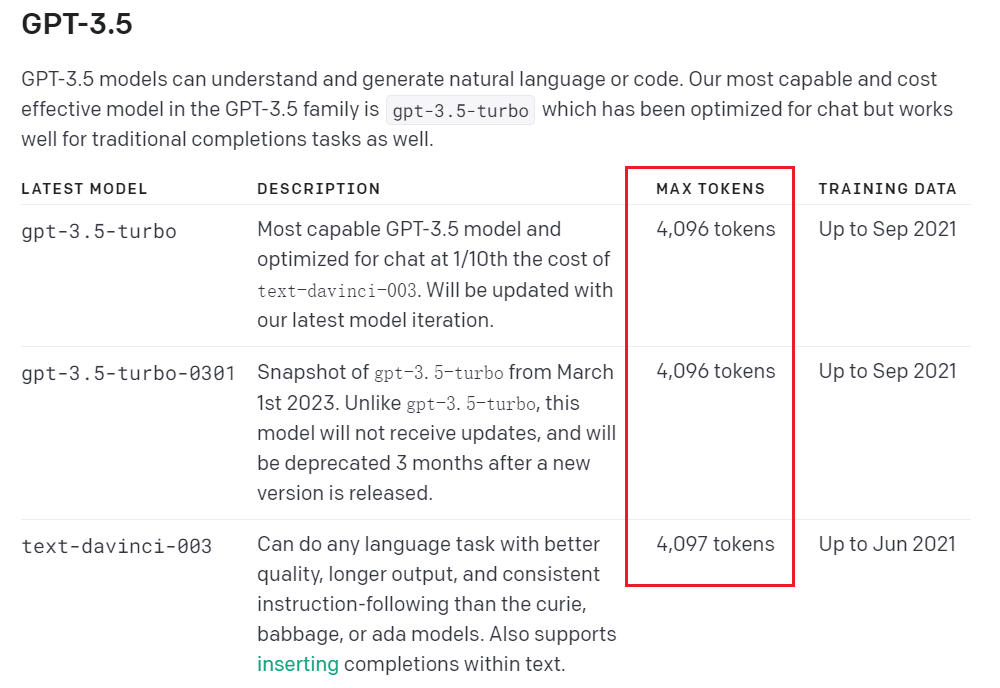 GPT-3.5
GPT-3.5 models can understand and generate natural language or code. Our most capable and cost
effective model in the GPT-3.5 family is gpt-3.5-turbo which has been optimized for chat but works
well for traditional completions tasks as well.
LATEST MODEL DESCRIPTION MAX TOKENS TRAINING DATA
gpt-3.5-turbo Most capable GPT-3.5 model and 4,096 tokens Up to Sep 2021
optimized for chat at 1/10th the cost of
text-davinci-003. Will be updated with
our latest model iteration.
gpt-3.5-turbo-0301 Snapshot of gpt-3.5-turbo from March 4,096 tokens Up to Sep 2021
1st 2023. Unlike gpt-3.5-turbo, this
model will not receive updates, and will
be deprecated 3 months after a new
version is released.
text-davinci-003 Can do any language task with better 4,097 tokens Up to Jun 2021
quality, longer output, and consistent
instruction-following than the curie,
babbage, or ada models. Also supports
inserting completions within text.